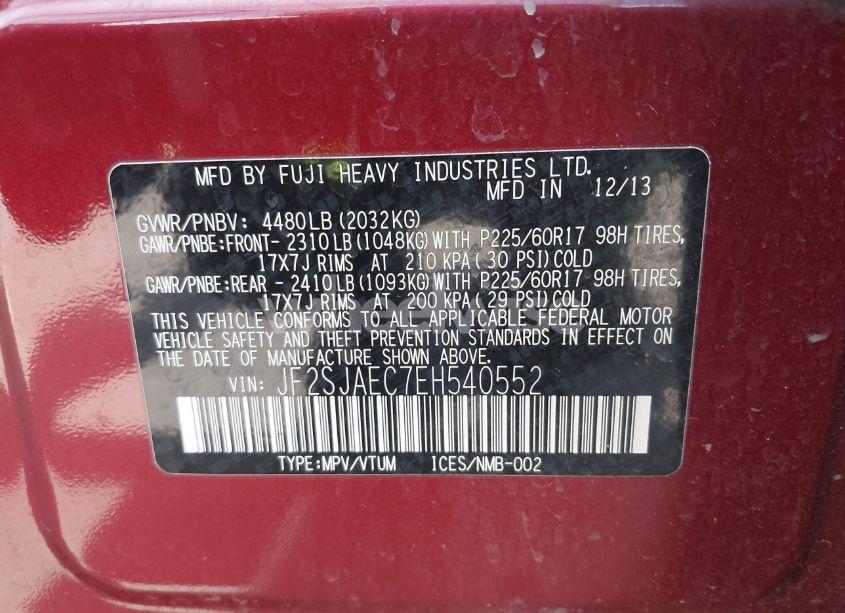 MFD BY FUJI HEAVY INDUSTRIES LTD.
MFD IN 12/13
GVWR/PNBV: 4480LB (2032KG)
GAWR/PNBE:FRONT- 2310LB (1048KG) WITH P225/60R17 98H TIRES,
17X7J RIMS AT 210 KPA ( 30 PSI) COLD
GAWR/PNBE:REAR - 2410LB (1093KG) WITH P225/60R17 98H TIRES,
17X7J RIMS AT 200 KPA ( 29 PSI) COLD
THIS VEHICLE CONFORMS TO ALL APPLICABLE FEDERAL MOTOR
VEHICLE SAFETY AND THEFT PREVENTION STANDARDS IN EFFECT ON
THE DATE OF MANUFACTURE SHOWN ABOVE.
VIN: JF2SJAEC7EH540552
TYPE:MPV/VTUM ICES/NMB-002